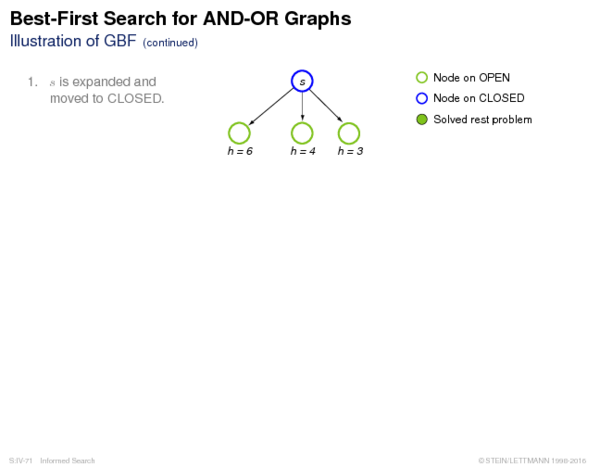 Best-First Search for AND-OR Graphs
Illustration of GBF (continued)
1. s is expanded and
moved to CLOSED.
s
h = 6
h = 4
h = 3
Node on OPEN
Node on CLOSED
Solved rest problem
S:IV-71 Informed Search
© STEIN/LETTMANN 1998-2016